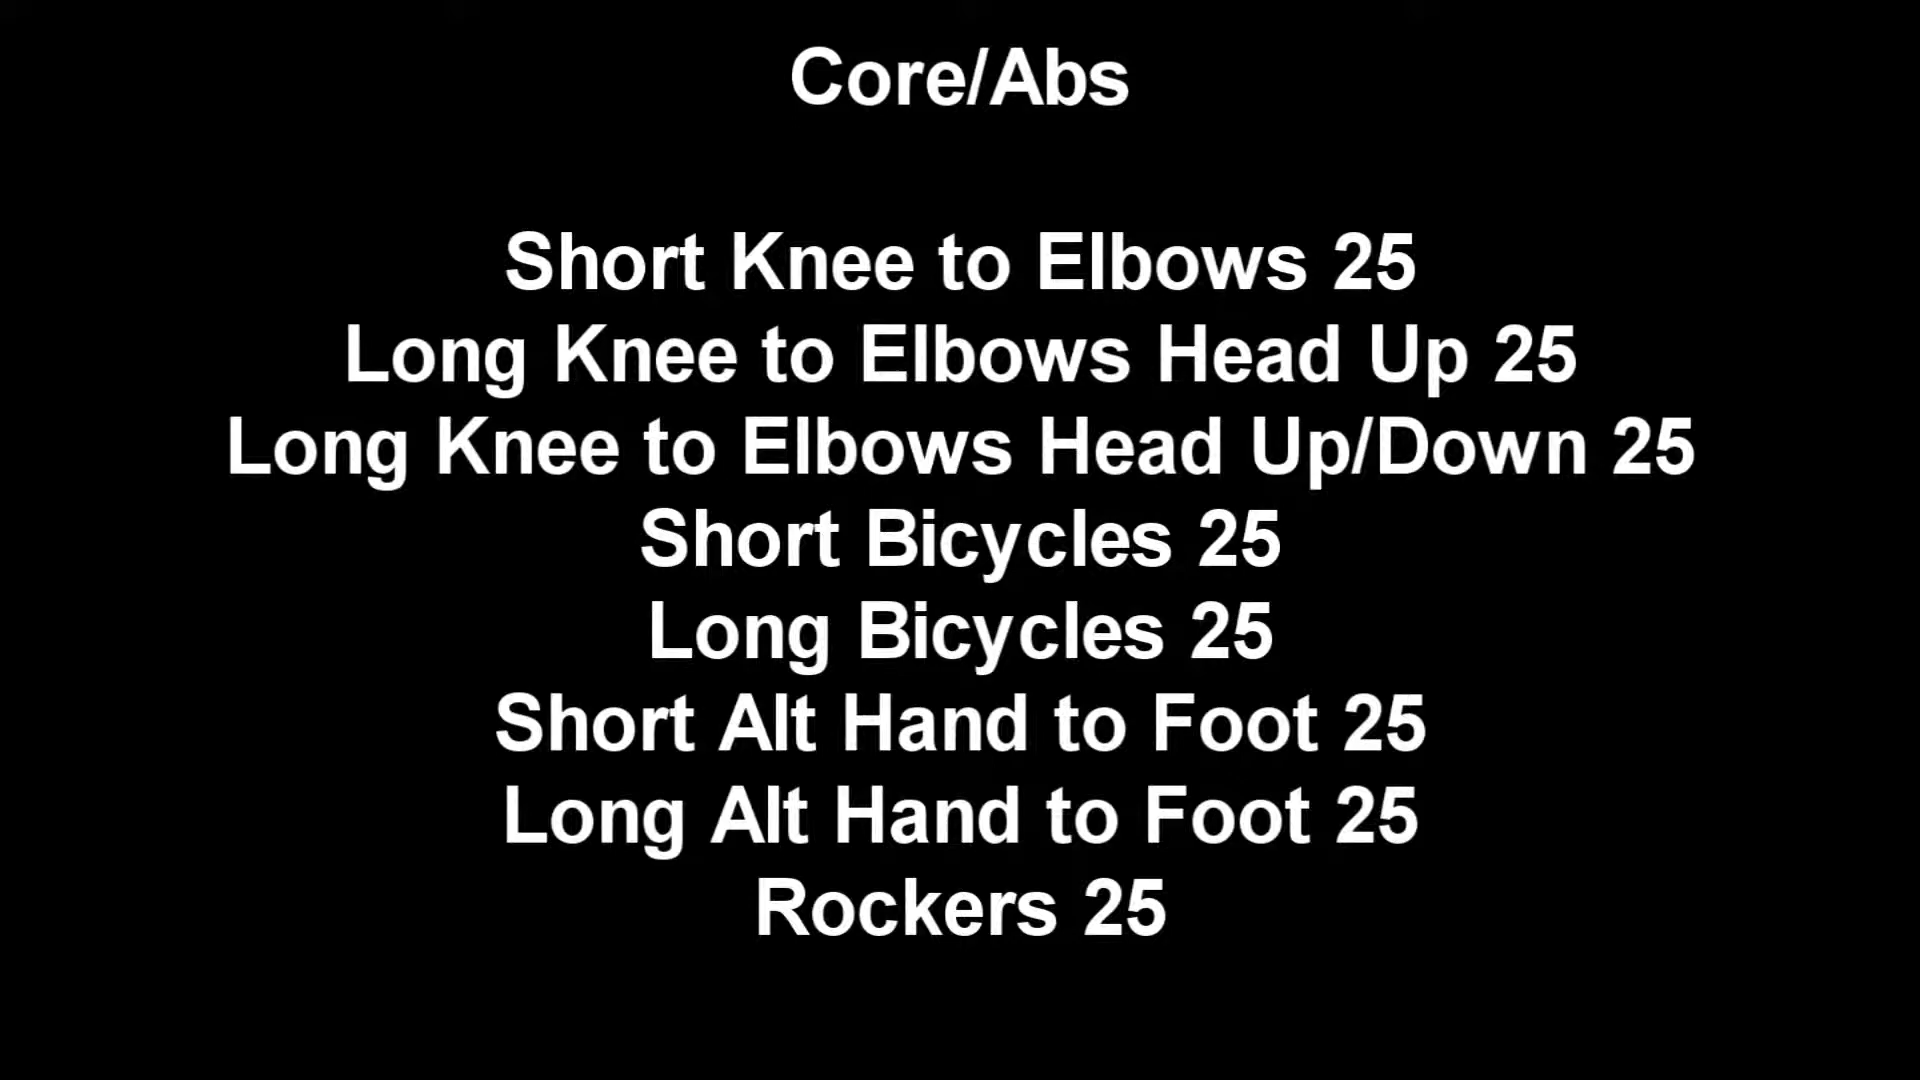 Core/Abs
Short Knee to Elbows 25
Long Knee to Elbows Head Up 25
Long Knee to Elbows Head Up/Down 25
Short Bicycles 25
Long Bicycles 25
Short Alt Hand to Foot 25
Long Alt Hand to Foot 25
Rockers 25